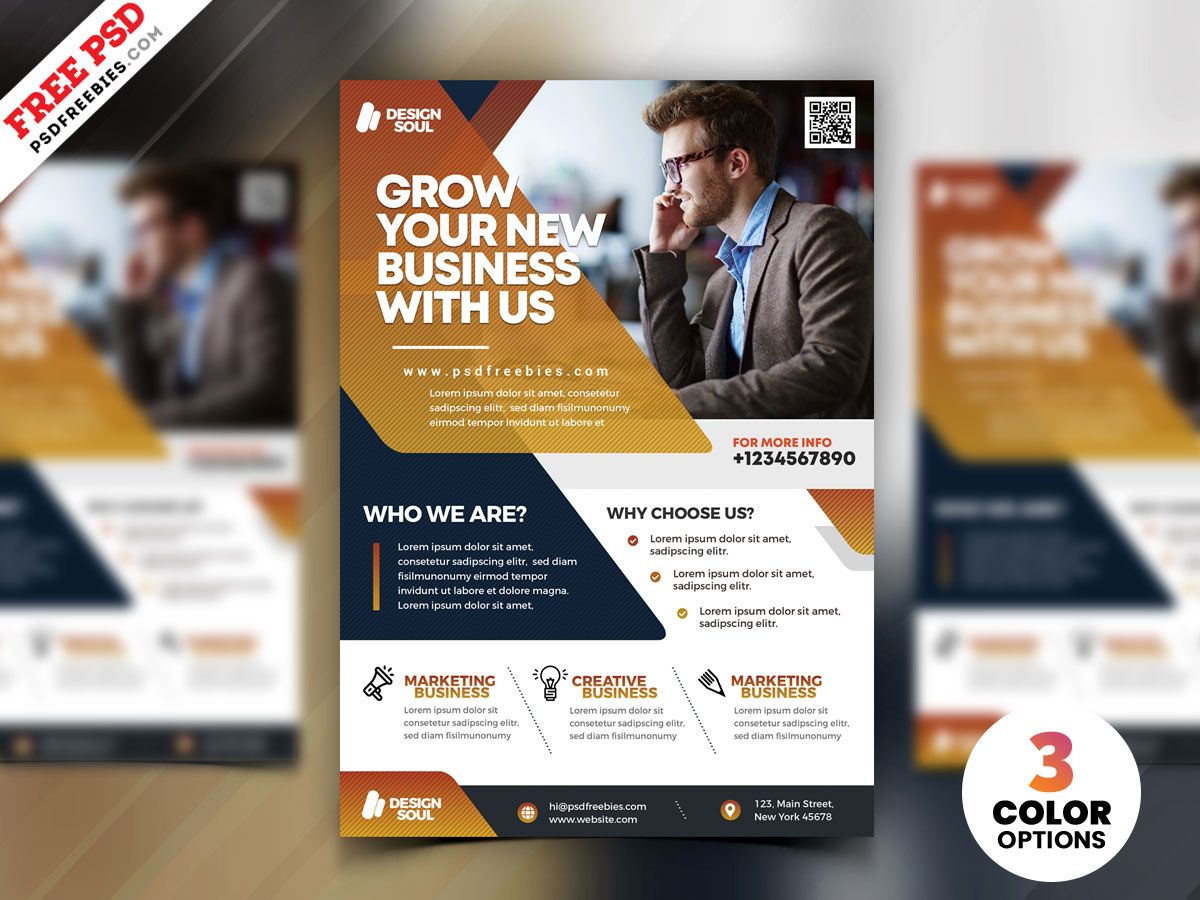 FREE PSD
PSDFREEBIES.COM
DESIGN
SOUL
GROW
YOUR NEW
BUSINESS
WITH US
www.psdfreebies.com
Lorem ipsum dolor sit amet, consetetur
sadipscing elitr, sed diam fisilmunonumy
eirmod tempor invidunt ut labore et
FOR MORE INFO
+1234567890
WHO WE ARE?
Lorem ipsum dolor sit amet,
consetetur sadipscing elitr, sed diam
fisilmunonumy eirmod tempor
invidunt ut labore et dolore magna.
Lorem ipsum dolor sit amet,
WHY CHOOSE US?
Lorem ipsum dolor sit amet,
sadipscing elitr.
Lorem ipsum dolor sit amet,
sadipscing elitr.
Lorem ipsum dolor sit amet,
sadipscing elitr.
MARKETING
BUSINESS
Lorem ipsum dolor sit
consetetur sadipscing elitr,
sed diam fisilmunonumy
CREATIVE
BUSINESS
Lorem ipsum dolor sit
consetetur sadipscing elitr,
sed diam fisilmunonumy
MARKETING
BUSINESS
Lorem ipsum dolor sit
consetetur sadipscing elitr,
sed diam fisilmunonumy
DESIGN
SOUL
hi@psdfreebies.com
www.website.com
123, Main Street,
New York 45678
3
COLOR
OPTIONS
GROW
YOUR NEW
BUSINESS
WITH US